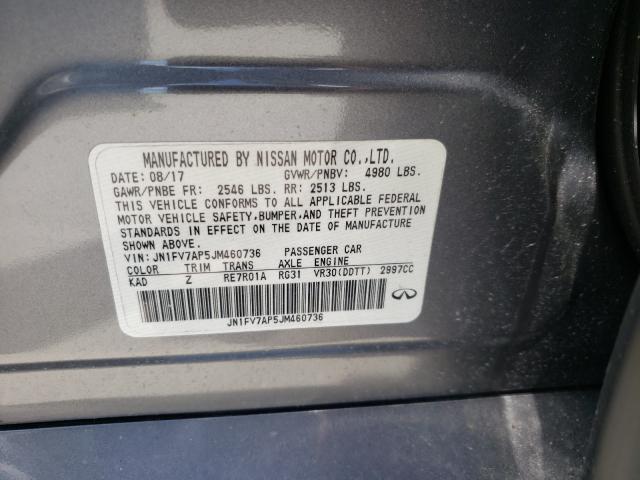 MANUFACTURED BY NISSAN MOTOR CO.,LTD.
DATE: 08/17 GVWR/PNBV: 4980 LBS.
GAWR/PNBE FR: 2546 LBS. RR: 2513 LBS.
THIS VEHICLE CONFORMS TO ALL APPLICABLE FEDERAL
MOTOR VEHICLE SAFETY,BUMPER,AND THEFT PREVENTION
STANDARDS IN EFFECT ON THE DATE OF MANUFACTURE
SHOWN ABOVE.
VIN: JN1FV7AP5JM460736 PASSENGER CAR
COLOR TRIM TRANS AXLE ENGINE
KAD Z RE7R01A RG31 VR30(DDTT) 2997CC
JN1FV7AP5JM460736